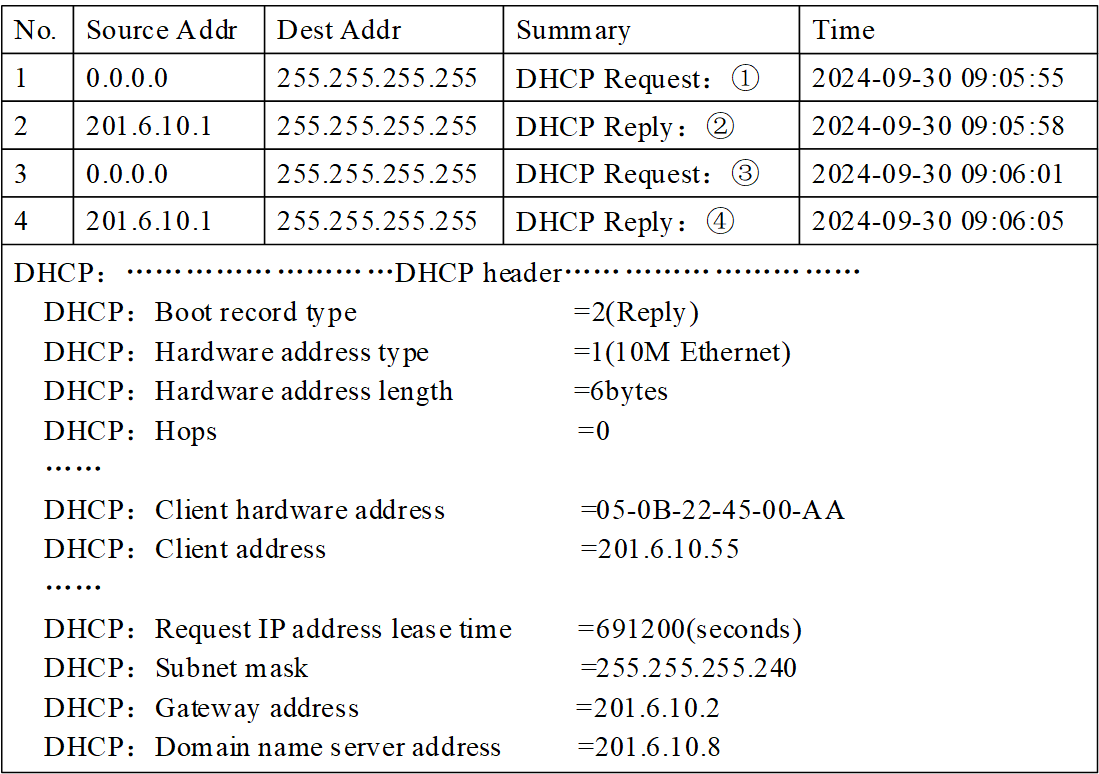 No. Source Addr Dest Addr Summary Time
1 0.0.0.0 255.255.255.255 DHCP Request：① 2024-09-30 09:05:55
2 201.6.10.1 255.255.255.255 DHCP Reply：② 2024-09-30 09:05:58
3 0.0.0.0 255.255.255.255 DHCP Request：③ 2024-09-30 09:06:01
4 201.6.10.1 255.255.255.255 DHCP Reply：④ 2024-09-30 09:06:05
DHCP：…………………………DHCP header…………………………
DHCP：Boot record type =2(Reply)
DHCP：Hardware address type =1(10M Ethernet)
DHCP：Hardware address length =6bytes
DHCP：Hops =0
……
DHCP：Client hardware address =05-0B-22-45-00-AA
DHCP：Client address =201.6.10.55
……
DHCP：Request IP address lease time =691200(seconds)
DHCP：Subnet mask =255.255.255.240
DHCP：Gateway address =201.6.10.2
DHCP：Domain name server address =201.6.10.8